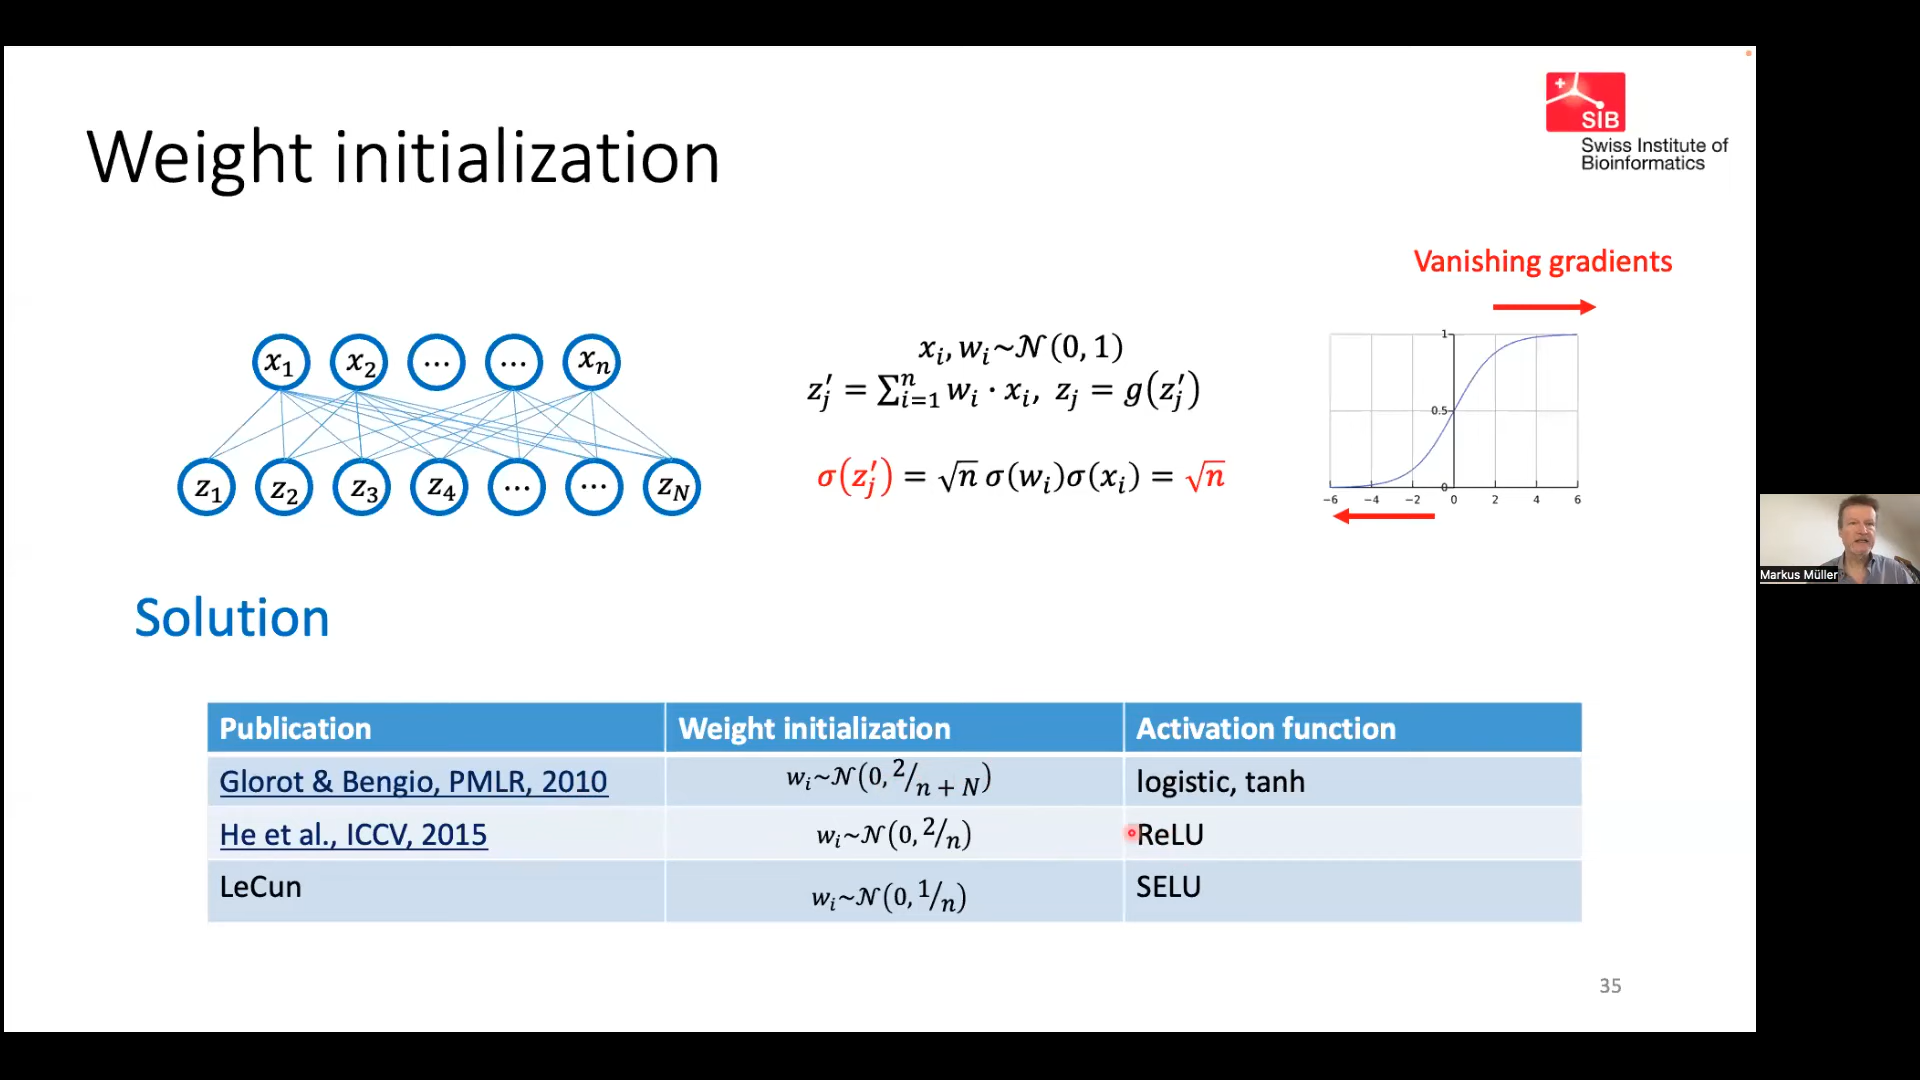 SIB
Swiss Institute of
Bioinformatics
Weight initialization
Vanishing gradients
x₁ x₂ ... ... xₙ
z₁ z₂ z₃ z₄ ... ... z_N
xᵢ, wᵢ~𝒩(0, 1)
z′ⱼ = ∑ⁿᵢ₌₁ wᵢ · xᵢ, zⱼ = g(z′ⱼ)
σ(z′ⱼ) = √n σ(wᵢ)σ(xᵢ) = √n
1
0.5
0
−6 −4 −2 0 2 4 6
Markus Müller
Solution
Publication Weight initialization Activation function
Glorot & Bengio, PMLR, 2010 wᵢ~𝒩(0, 2/n + N) logistic, tanh
He et al., ICCV, 2015 wᵢ~𝒩(0, 2/n) ReLU
LeCun wᵢ~𝒩(0, 1/n) SELU
35